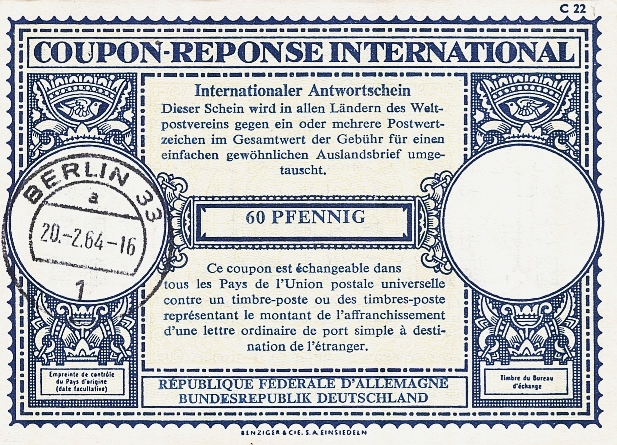 C 22
COUPON-REPONSE INTERNATIONAL
Internationaler Antwortschein
Dieser Schein wird in allen Ländern des Welt-
postvereins gegen ein oder mehrere Postwert-
zeichen im Gesamtwert der Gebühr für einen
einfachen gewöhnlichen Auslandsbrief umge-
tauscht.
BERLIN 33
a
20.-2.64-16
1
60 PFENNIG
Ce coupon est échangeable dans
tous les Pays de l'Union postale universelle
contre un timbre-poste ou des timbres-poste
représentant le montant de l'affranchissement
d'une lettre ordinaire de port simple à desti-
nation de l'étranger.
Empreinte de contrôle
du Pays d'origine
(date facultative)
Timbre du Bureau
d'échange
RÉPUBLIQUE FÉDÉRALE D'ALLEMAGNE
BUNDESREPUBLIK DEUTSCHLAND
BENZIGER & CIE. S.A. EINSIEDELN